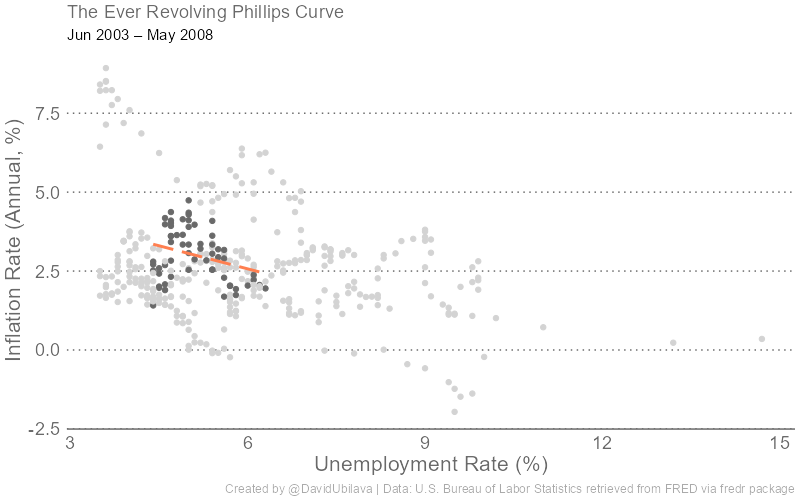 The Ever Revolving Phillips Curve
Jun 2003 – May 2008
Inflation Rate (Annual, %)
7.5
5.0
2.5
0.0
-2.5
3 6 9 12 15
Unemployment Rate (%)
Created by @DavidUbilava | Data: U.S. Bureau of Labor Statistics retrieved from FRED via fredr package